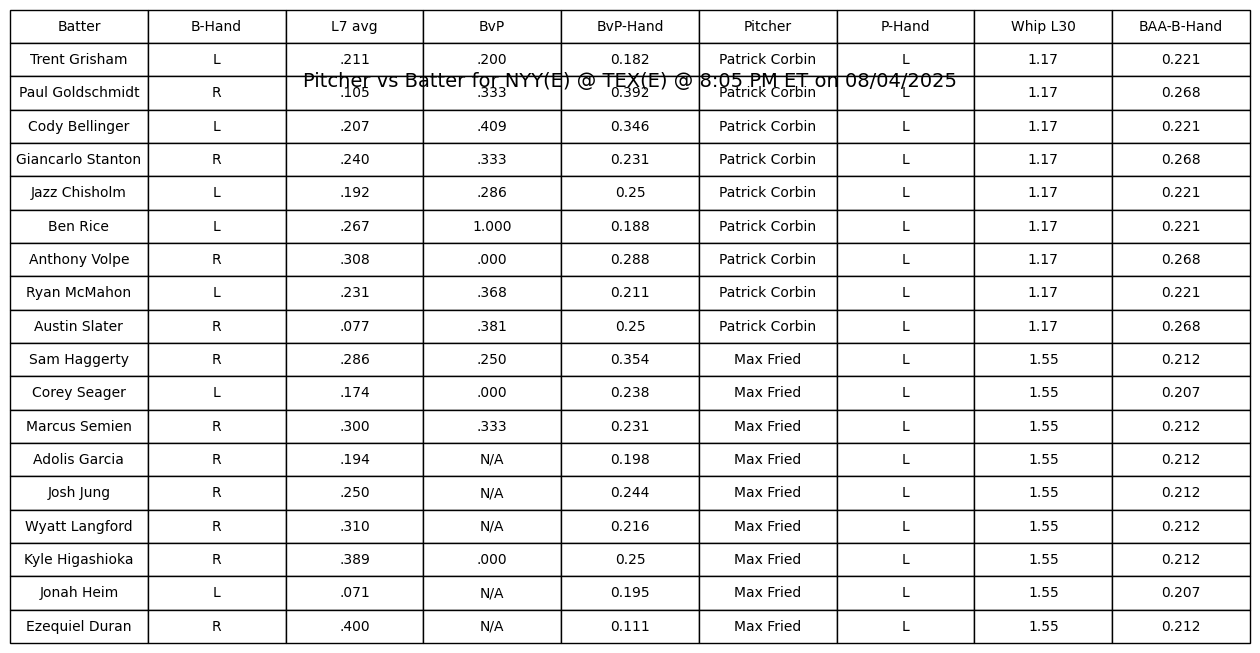 Batter B-Hand L7 avg BvP BvP-Hand Pitcher P-Hand Whip L30 BAA-B-Hand
Trent Grisham L .211 .200 0.182 Patrick Corbin L 1.17 0.221
Pitcher vs Batter for NYY(E) @ TEX(E) @ 8:05 PM ET on 08/04/2025
Paul Goldschmidt R .105 .333 0.392 Patrick Corbin L 1.17 0.268
Cody Bellinger L .207 .409 0.346 Patrick Corbin L 1.17 0.221
Giancarlo Stanton R .240 .333 0.231 Patrick Corbin L 1.17 0.268
Jazz Chisholm L .192 .286 0.25 Patrick Corbin L 1.17 0.221
Ben Rice L .267 1.000 0.188 Patrick Corbin L 1.17 0.221
Anthony Volpe R .308 .000 0.288 Patrick Corbin L 1.17 0.268
Ryan McMahon L .231 .368 0.211 Patrick Corbin L 1.17 0.221
Austin Slater R .077 .381 0.25 Patrick Corbin L 1.17 0.268
Sam Haggerty R .286 .250 0.354 Max Fried L 1.55 0.212
Corey Seager L .174 .000 0.238 Max Fried L 1.55 0.207
Marcus Semien R .300 .333 0.231 Max Fried L 1.55 0.212
Adolis Garcia R .194 N/A 0.198 Max Fried L 1.55 0.212
Josh Jung R .250 N/A 0.244 Max Fried L 1.55 0.212
Wyatt Langford R .310 N/A 0.216 Max Fried L 1.55 0.212
Kyle Higashioka R .389 .000 0.25 Max Fried L 1.55 0.212
Jonah Heim L .071 N/A 0.195 Max Fried L 1.55 0.207
Ezequiel Duran R .400 N/A 0.111 Max Fried L 1.55 0.212